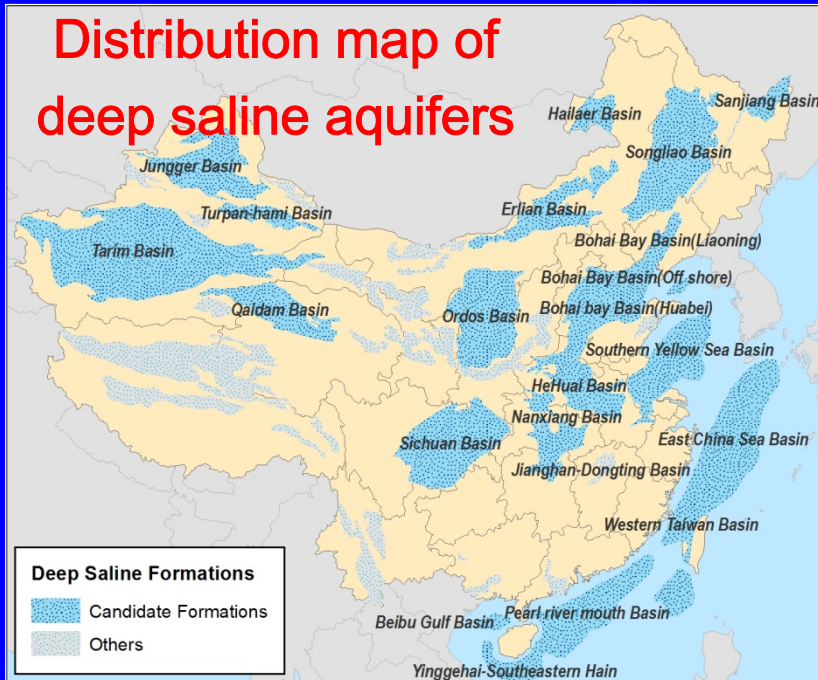 Distribution map of
deep saline aquifers
Sanjiang Basin
Hailaer Basin
Songliao Basin
Jungger Basin
Turpan-hami Basin
Erlian Basin
Tarim Basin
Bohai Bay Basin(Liaoning)
Bohai Bay Basin(Off shore)
Qaidam Basin
Ordos Basin
Bohai bay Basin(Huabei)
Southern Yellow Sea Basin
HeHuai Basin
Nanxiang Basin
Sichuan Basin
East China Sea Basin
Jianghan-Dongting Basin
Western Taiwan Basin
Deep Saline Formations
Candidate Formations
Others
Pearl river mouth Basin
Beibu Gulf Basin
Yinggehai-Southeastern Hain